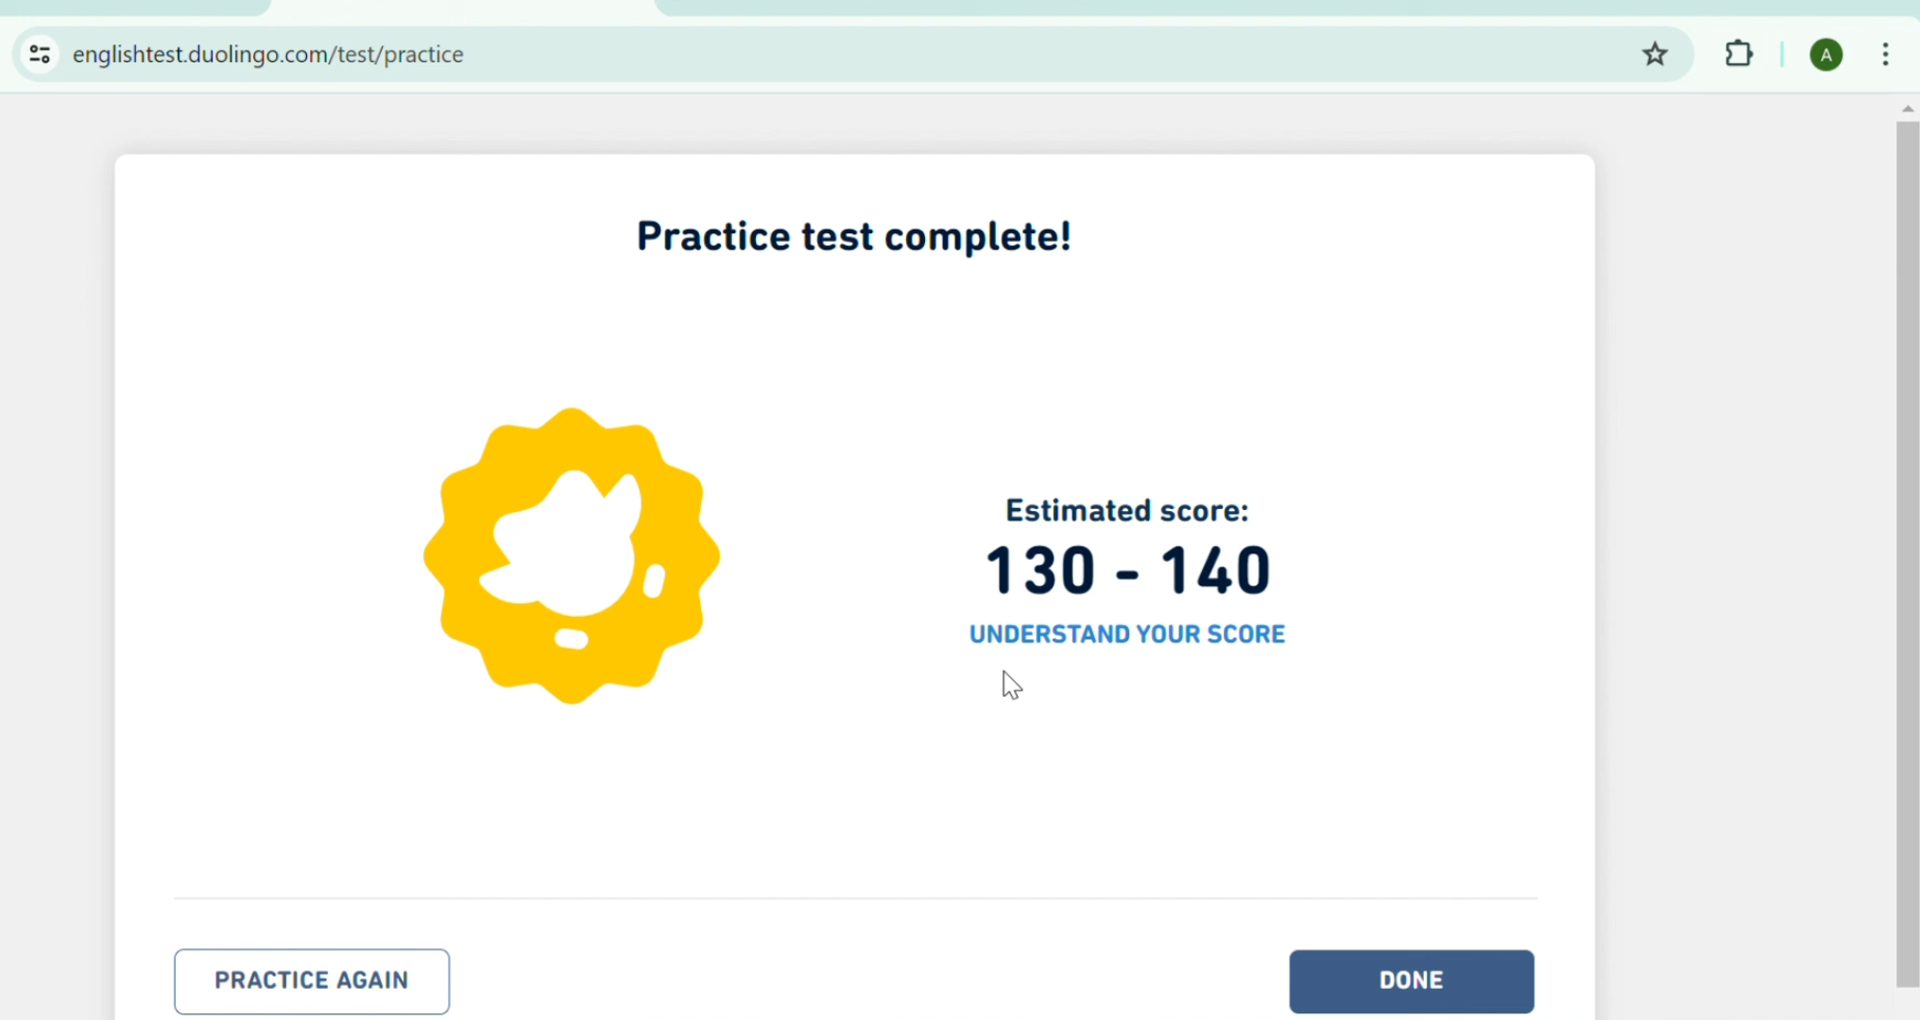 englishtest.duolingo.com/test/practice
A
Practice test complete!
Estimated score:
130 - 140
UNDERSTAND YOUR SCORE
PRACTICE AGAIN
DONE